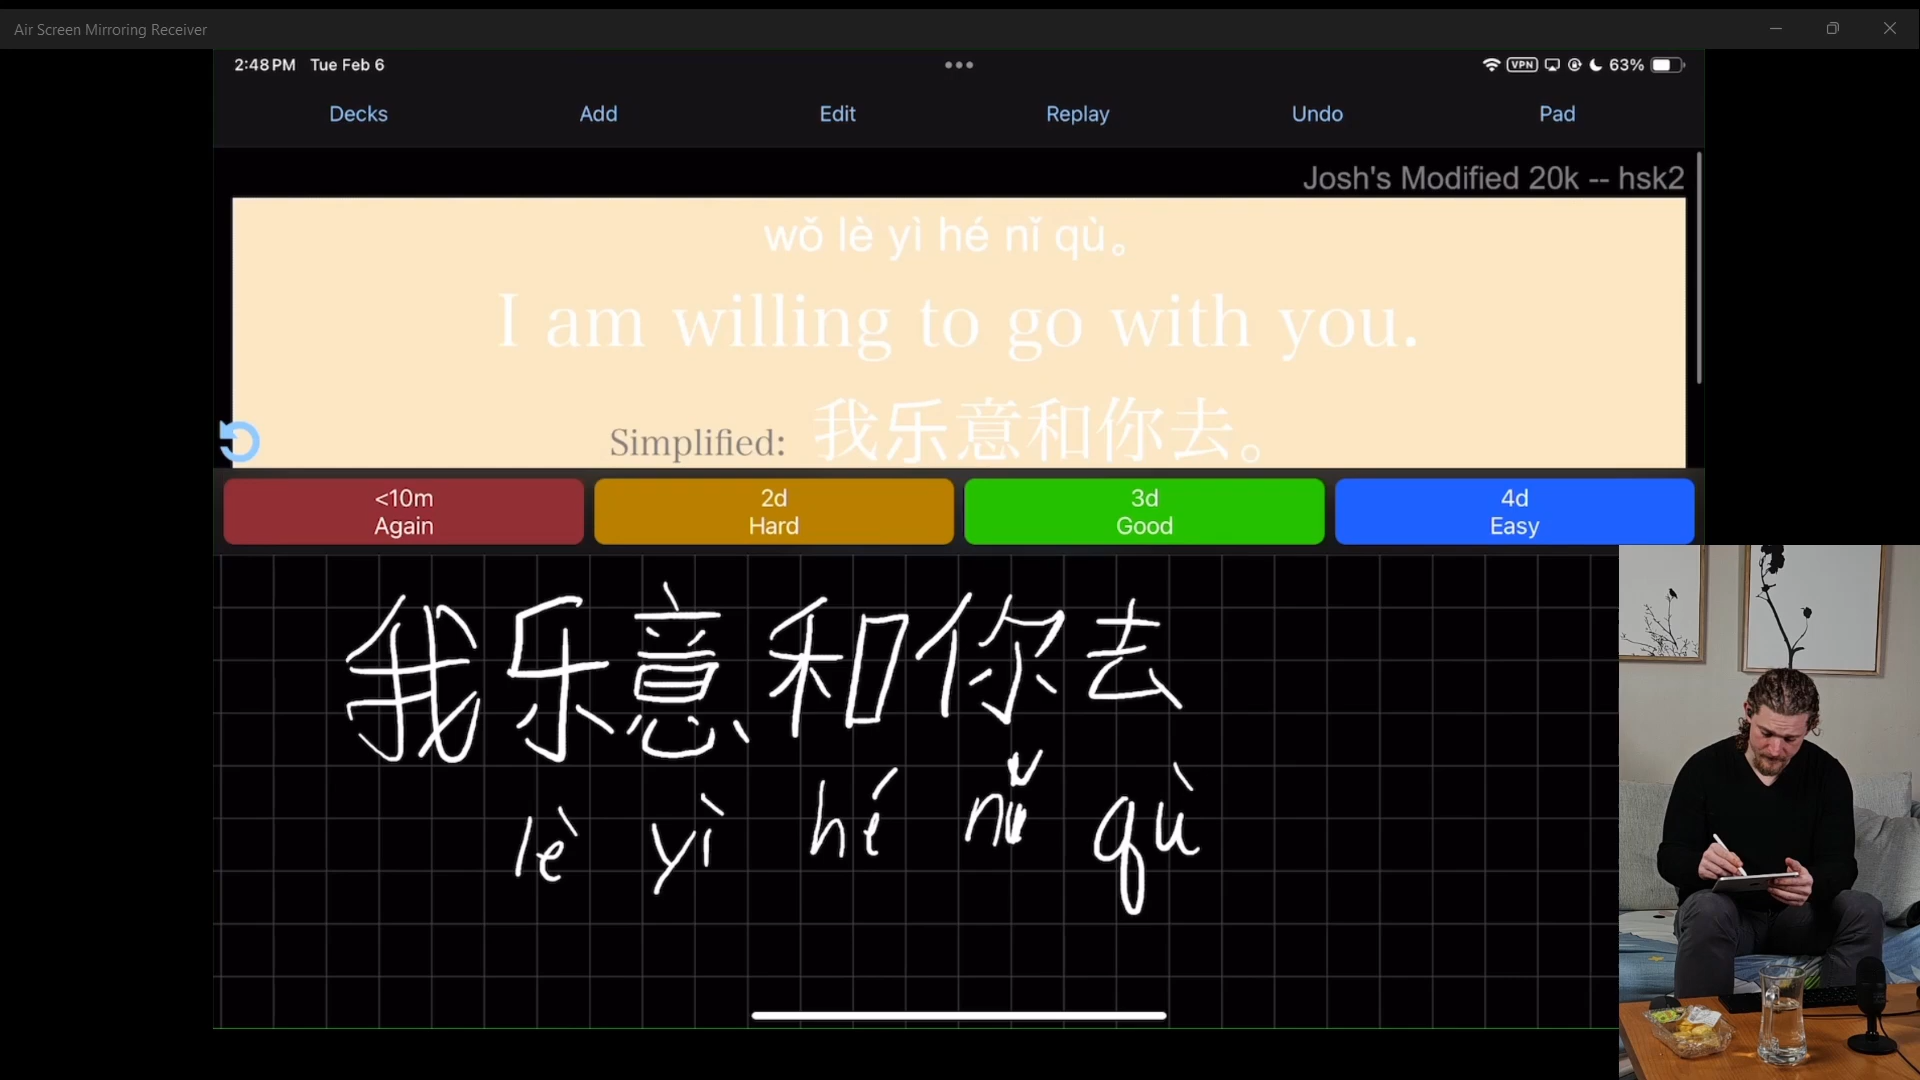 Air Screen Mirroring Receiver
2:48 PM Tue Feb 6 VPN 63%
Decks Add Edit Replay Undo Pad
Josh's Modified 20k -- hsk2
wǒ lè yì hé nǐ qù。
I am willing to go with you.
Simplified: 我乐意和你去。
<10m 2d 3d 4d
Again Hard Good Easy
我乐意和你去
lè yì hé nǐ qù